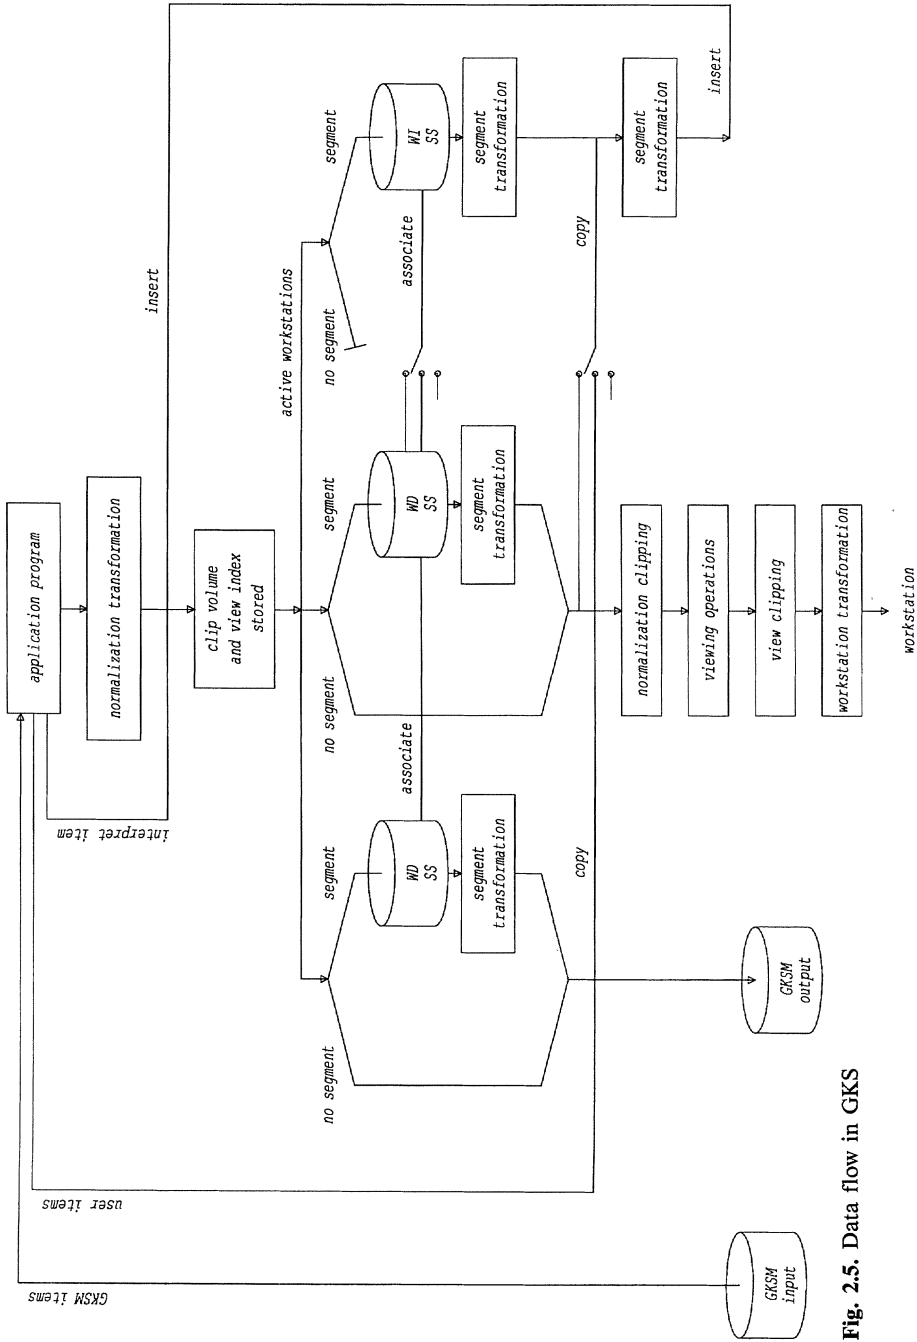 GKSM items
user items
interpret item
application program
normalization transformation
insert
clip volume
and view index
stored
active workstations
no segment
segment
no segment
segment
no segment
segment
WD
SS
associate
WD
SS
associate
WI
SS
segment
transformation
segment
transformation
segment
transformation
copy
copy
segment
transformation
insert
normalization clipping
viewing operations
view clipping
workstation transformation
workstation
GKSM
input
GKSM
output
Fig. 2.5. Data flow in GKS